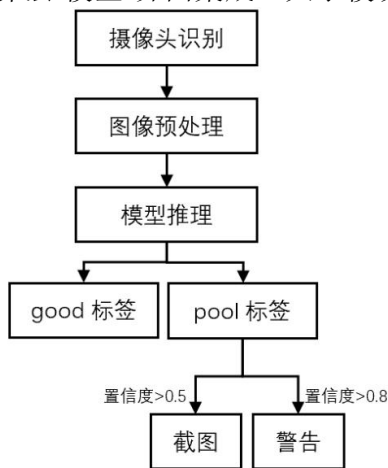 摄像头识别
图像预处理
模型推理
good 标签
pool 标签
置信度>0.5
置信度>0.8
截图
警告